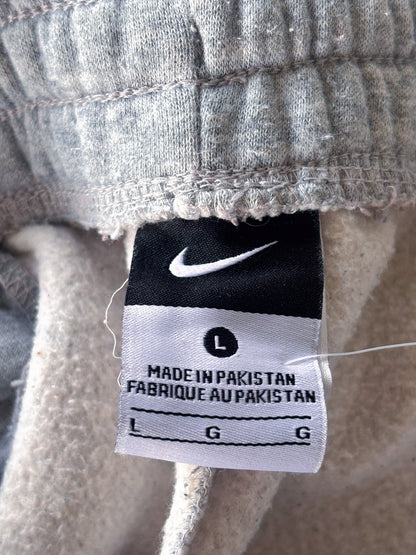 L
MADE IN PAKISTAN
FABRIQUE AU PAKISTAN
L G G